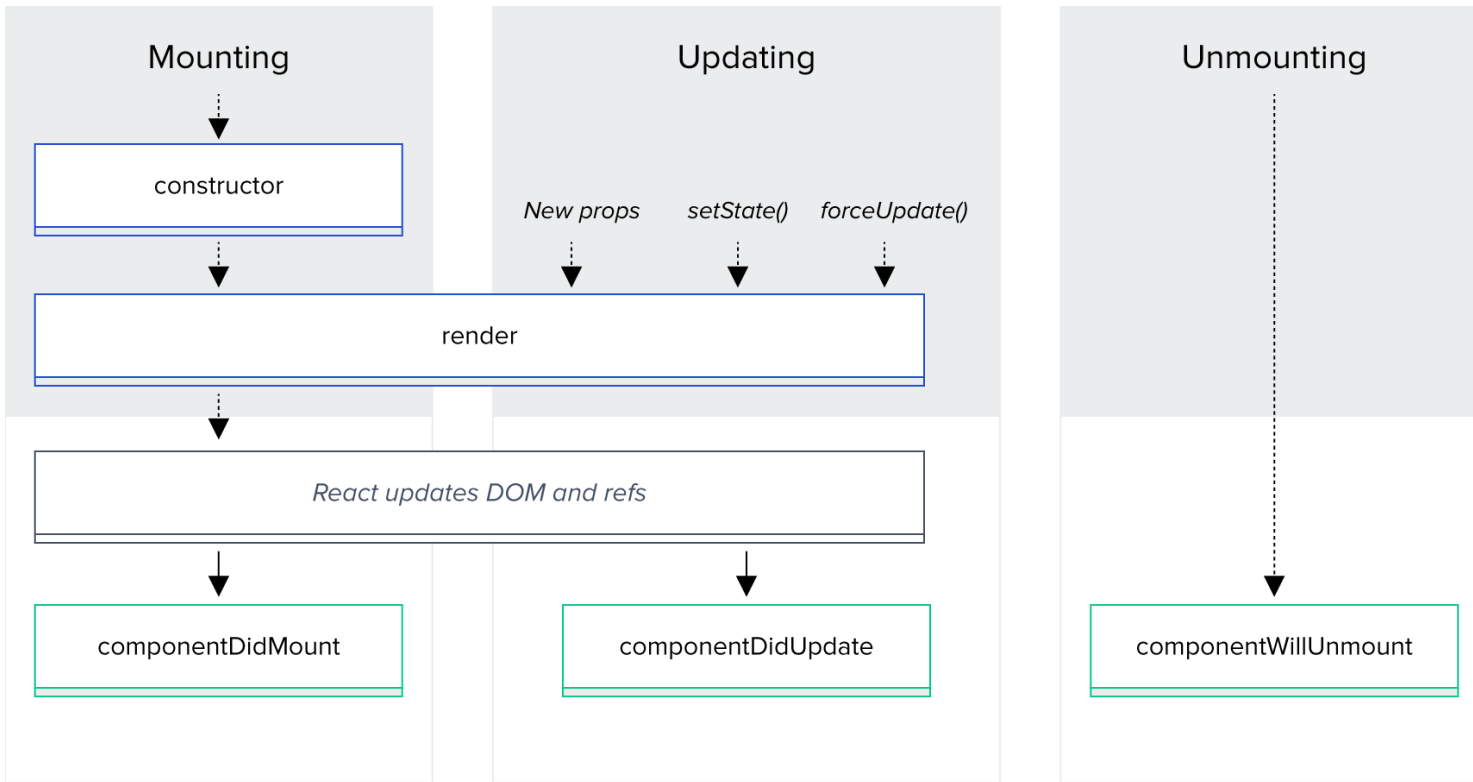 Mounting
Updating
Unmounting
constructor
New props
setState()
forceUpdate()
render
React updates DOM and refs
componentDidMount
componentDidUpdate
componentWillUnmount